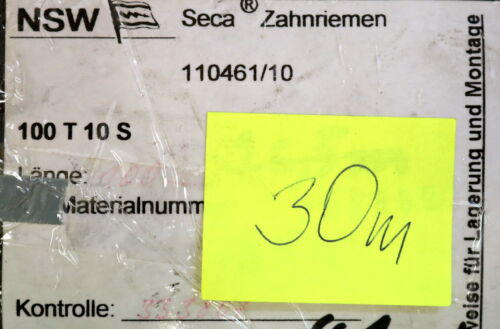 NSW Seca® Zahnriemen
110461/10
100 T 10 S
Länge:
Materialnumm
30m
Kontrolle:
weise für Lagerung und Montage